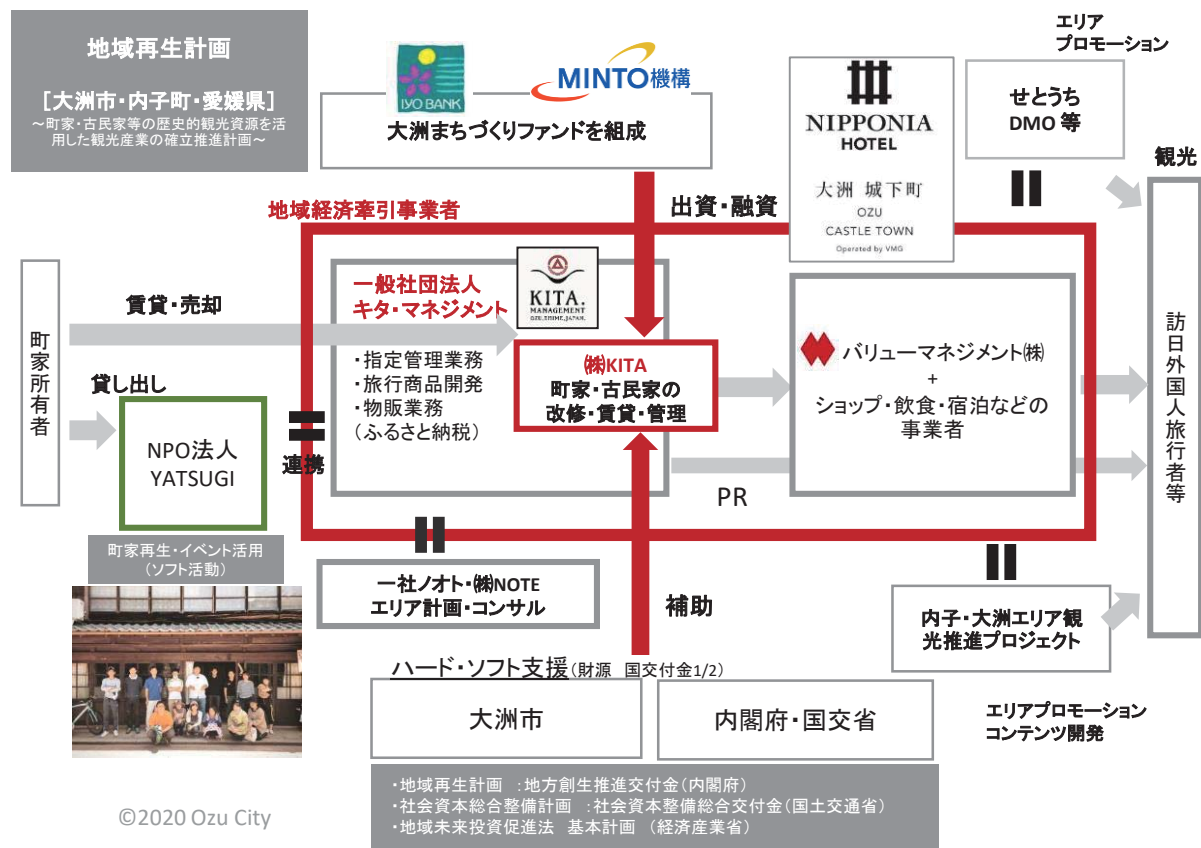 地域再生計画
［大洲市・内子町・愛媛県］
～町家・古民家等の歴史的観光資源を活
用した観光産業の確立推進計画～
IYO BANK
MINTO機構
大洲まちづくりファンドを組成
NIPPONIA
HOTEL
大洲 城下町
OZU
CASTLE TOWN
Operated by VMG
エリア
プロモーション
せとうち
DMO 等
観光
地域経済牽引事業者
出資・融資
町家所有者
賃貸・売却
貸し出し
NPO法人
YATSUGI
町家再生・イベント活用
（ソフト活動）
連携
一般社団法人
キタ・マネジメント
KITA.
MANAGEMENT
OZU, EHIME, JAPAN.
・指定管理業務
・旅行商品開発
・物販業務
（ふるさと納税）
㈱KITA
町家・古民家の
改修・賃貸・管理
バリューマネジメント㈱
+
ショップ・飲食・宿泊などの
事業者
PR
訪日外国人旅行者等
一社ノオト・㈱NOTE
エリア計画・コンサル
補助
内子・大洲エリア観
光推進プロジェクト
エリアプロモーション
コンテンツ開発
ハード・ソフト支援（財源　国交付金1/2）
大洲市
内閣府・国交省
・地域再生計画　：地方創生推進交付金（内閣府）
・社会資本総合整備計画　：社会資本整備総合交付金（国土交通省）
・地域未来投資促進法　基本計画　（経済産業省）
©2020 Ozu City